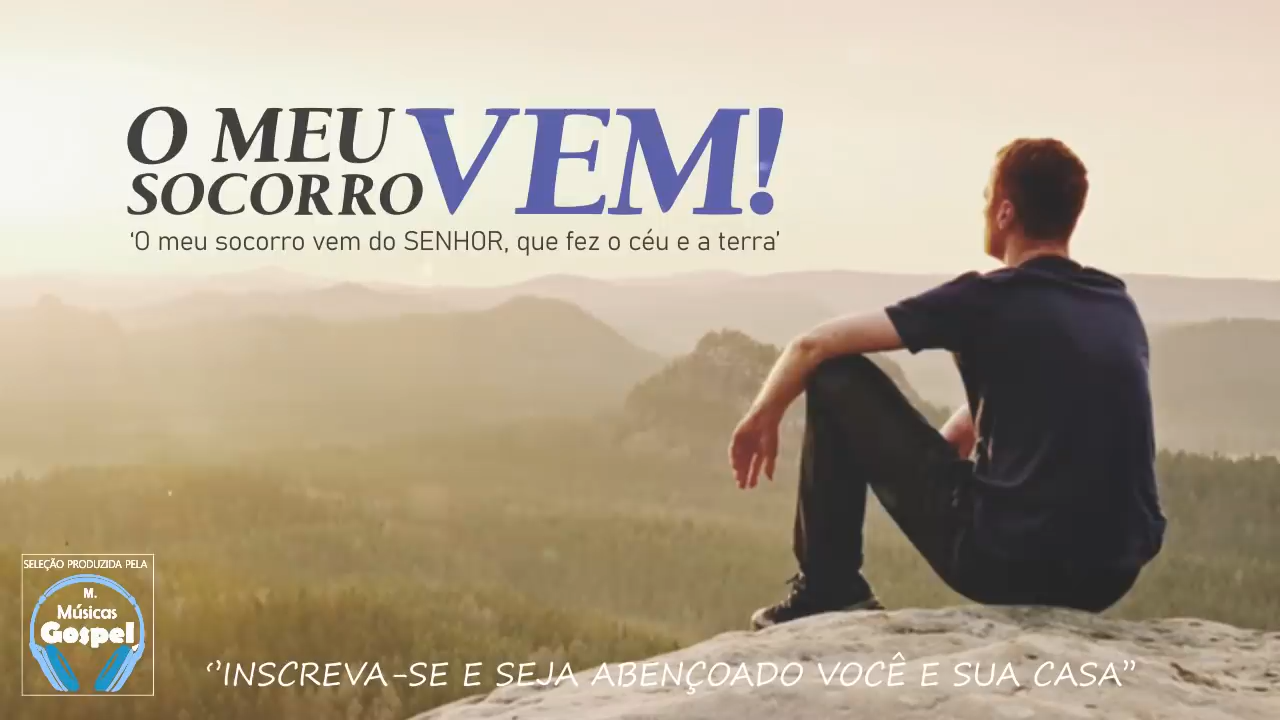 O MEU
SOCORRO VEM!
‘O meu socorro vem do SENHOR, que fez o céu e a terra’
SELEÇÃO PRODUZIDA PELA
M.
Músicas
Gospel
“INSCREVA-SE E SEJA ABENÇOADO VOCÊ E SUA CASA”